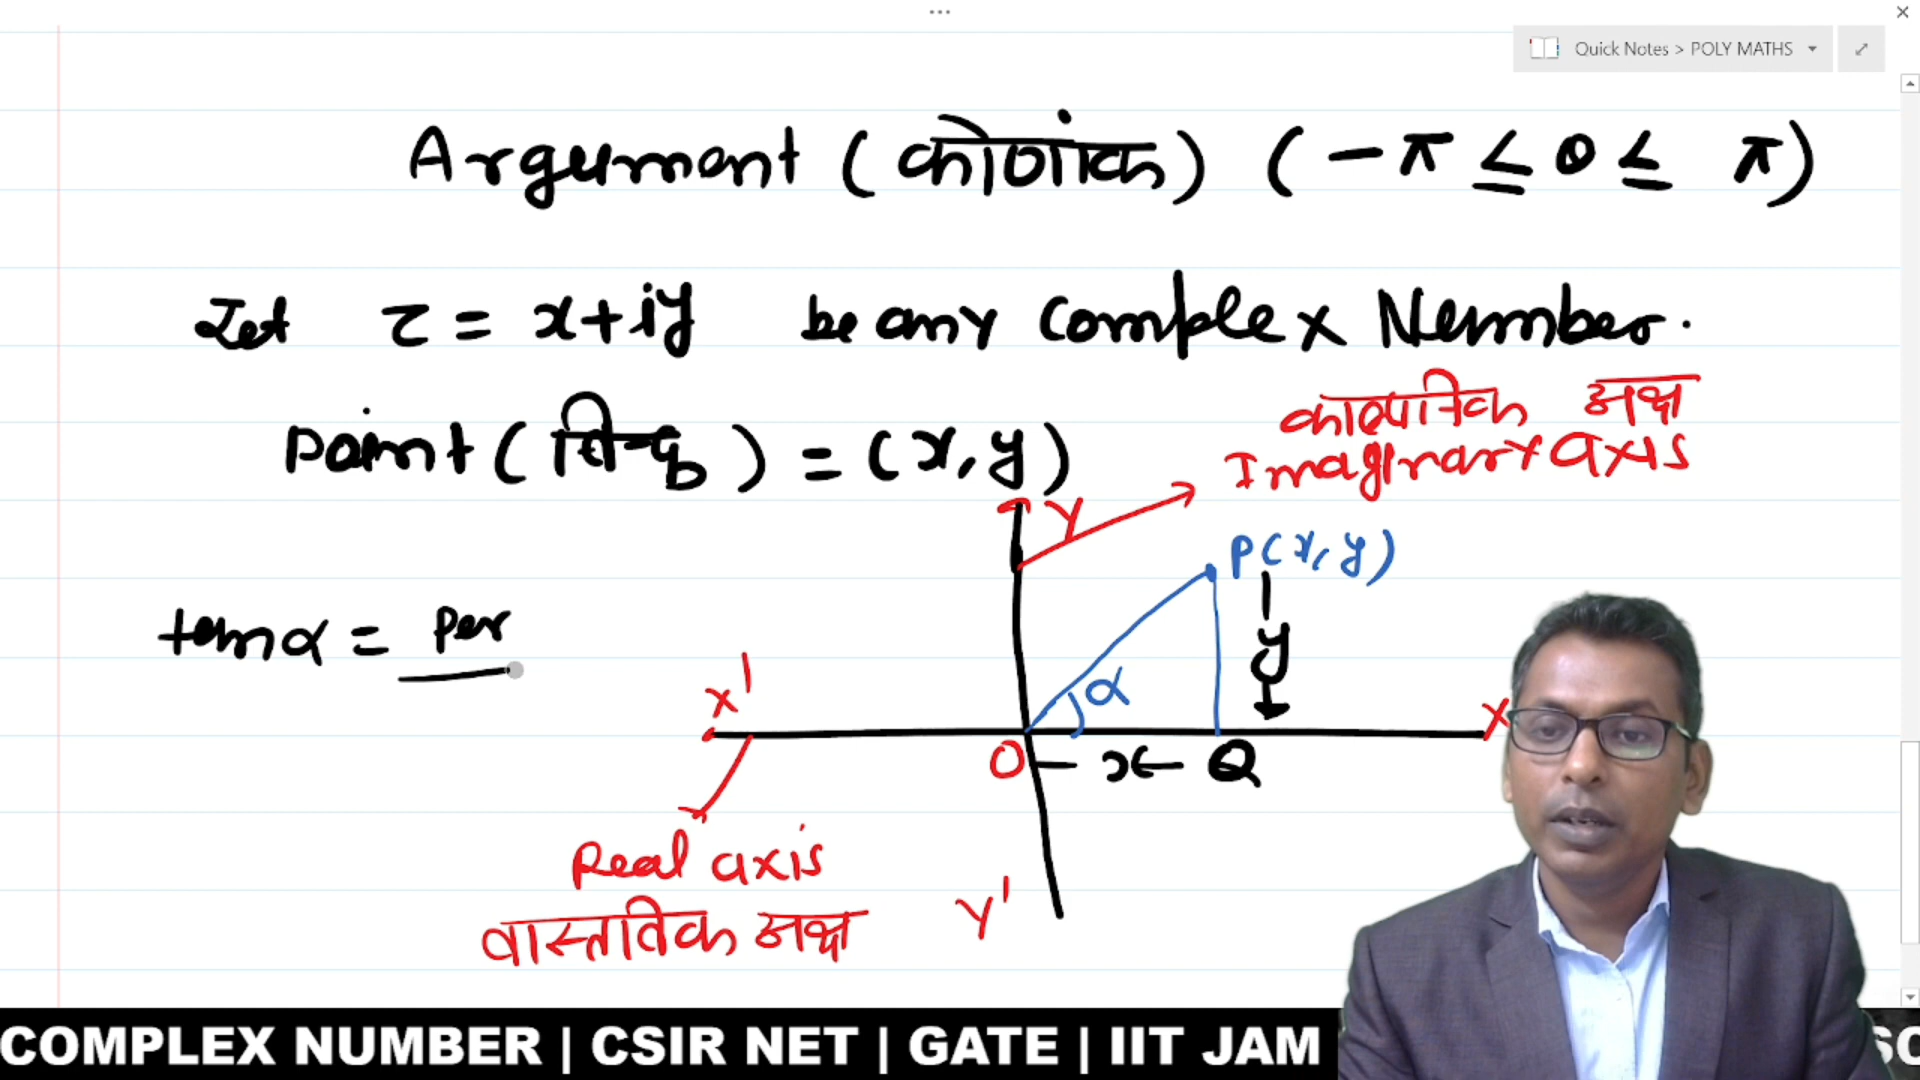 ...
Quick Notes > POLY MATHS
Argument (कोणांक) (-π ≤ θ ≤ π)
Let z = x+iy be any Complex Number.
Point (बिन्दु) = (x, y)
काल्पनिक अक्ष
Imaginary axis
Y
P(x, y)
tan α = Per
y
α
X'
X
O
x
Q
Real axis
वास्तविक अक्ष
Y'
COMPLEX NUMBER | CSIR NET | GATE | IIT JAM
SC